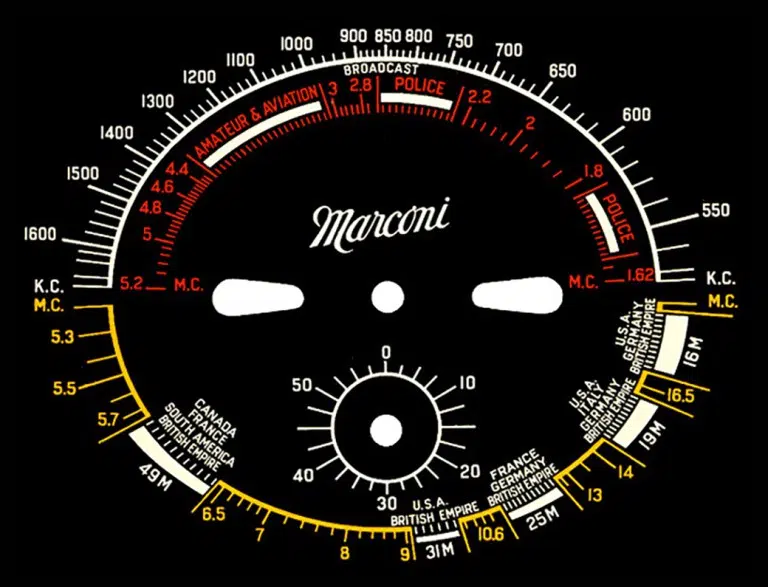 K.C.
1600
1500
1400
1300
1200
1100
1000
900
850
800
750
700
650
600
550
K.C.
BROADCAST
5.2
M.C.
5
4.8
4.6
4.4
AMATEUR & AVIATION
3
2.8
POLICE
2.2
2
1.8
POLICE
1.62
M.C.
Marconi
M.C.
5.3
5.5
5.7
CANADA
FRANCE
SOUTH AMERICA
BRITISH EMPIRE
49M
6.5
7
8
9
U.S.A.
BRITISH EMPIRE
31M
10.6
FRANCE
GERMANY
BRITISH EMPIRE
25M
13
14
U.S.A.
ITALY
GERMANY
BRITISH EMPIRE
19M
16.5
U.S.A.
GERMANY
BRITISH EMPIRE
16M
M.C.
0
10
20
30
40
50